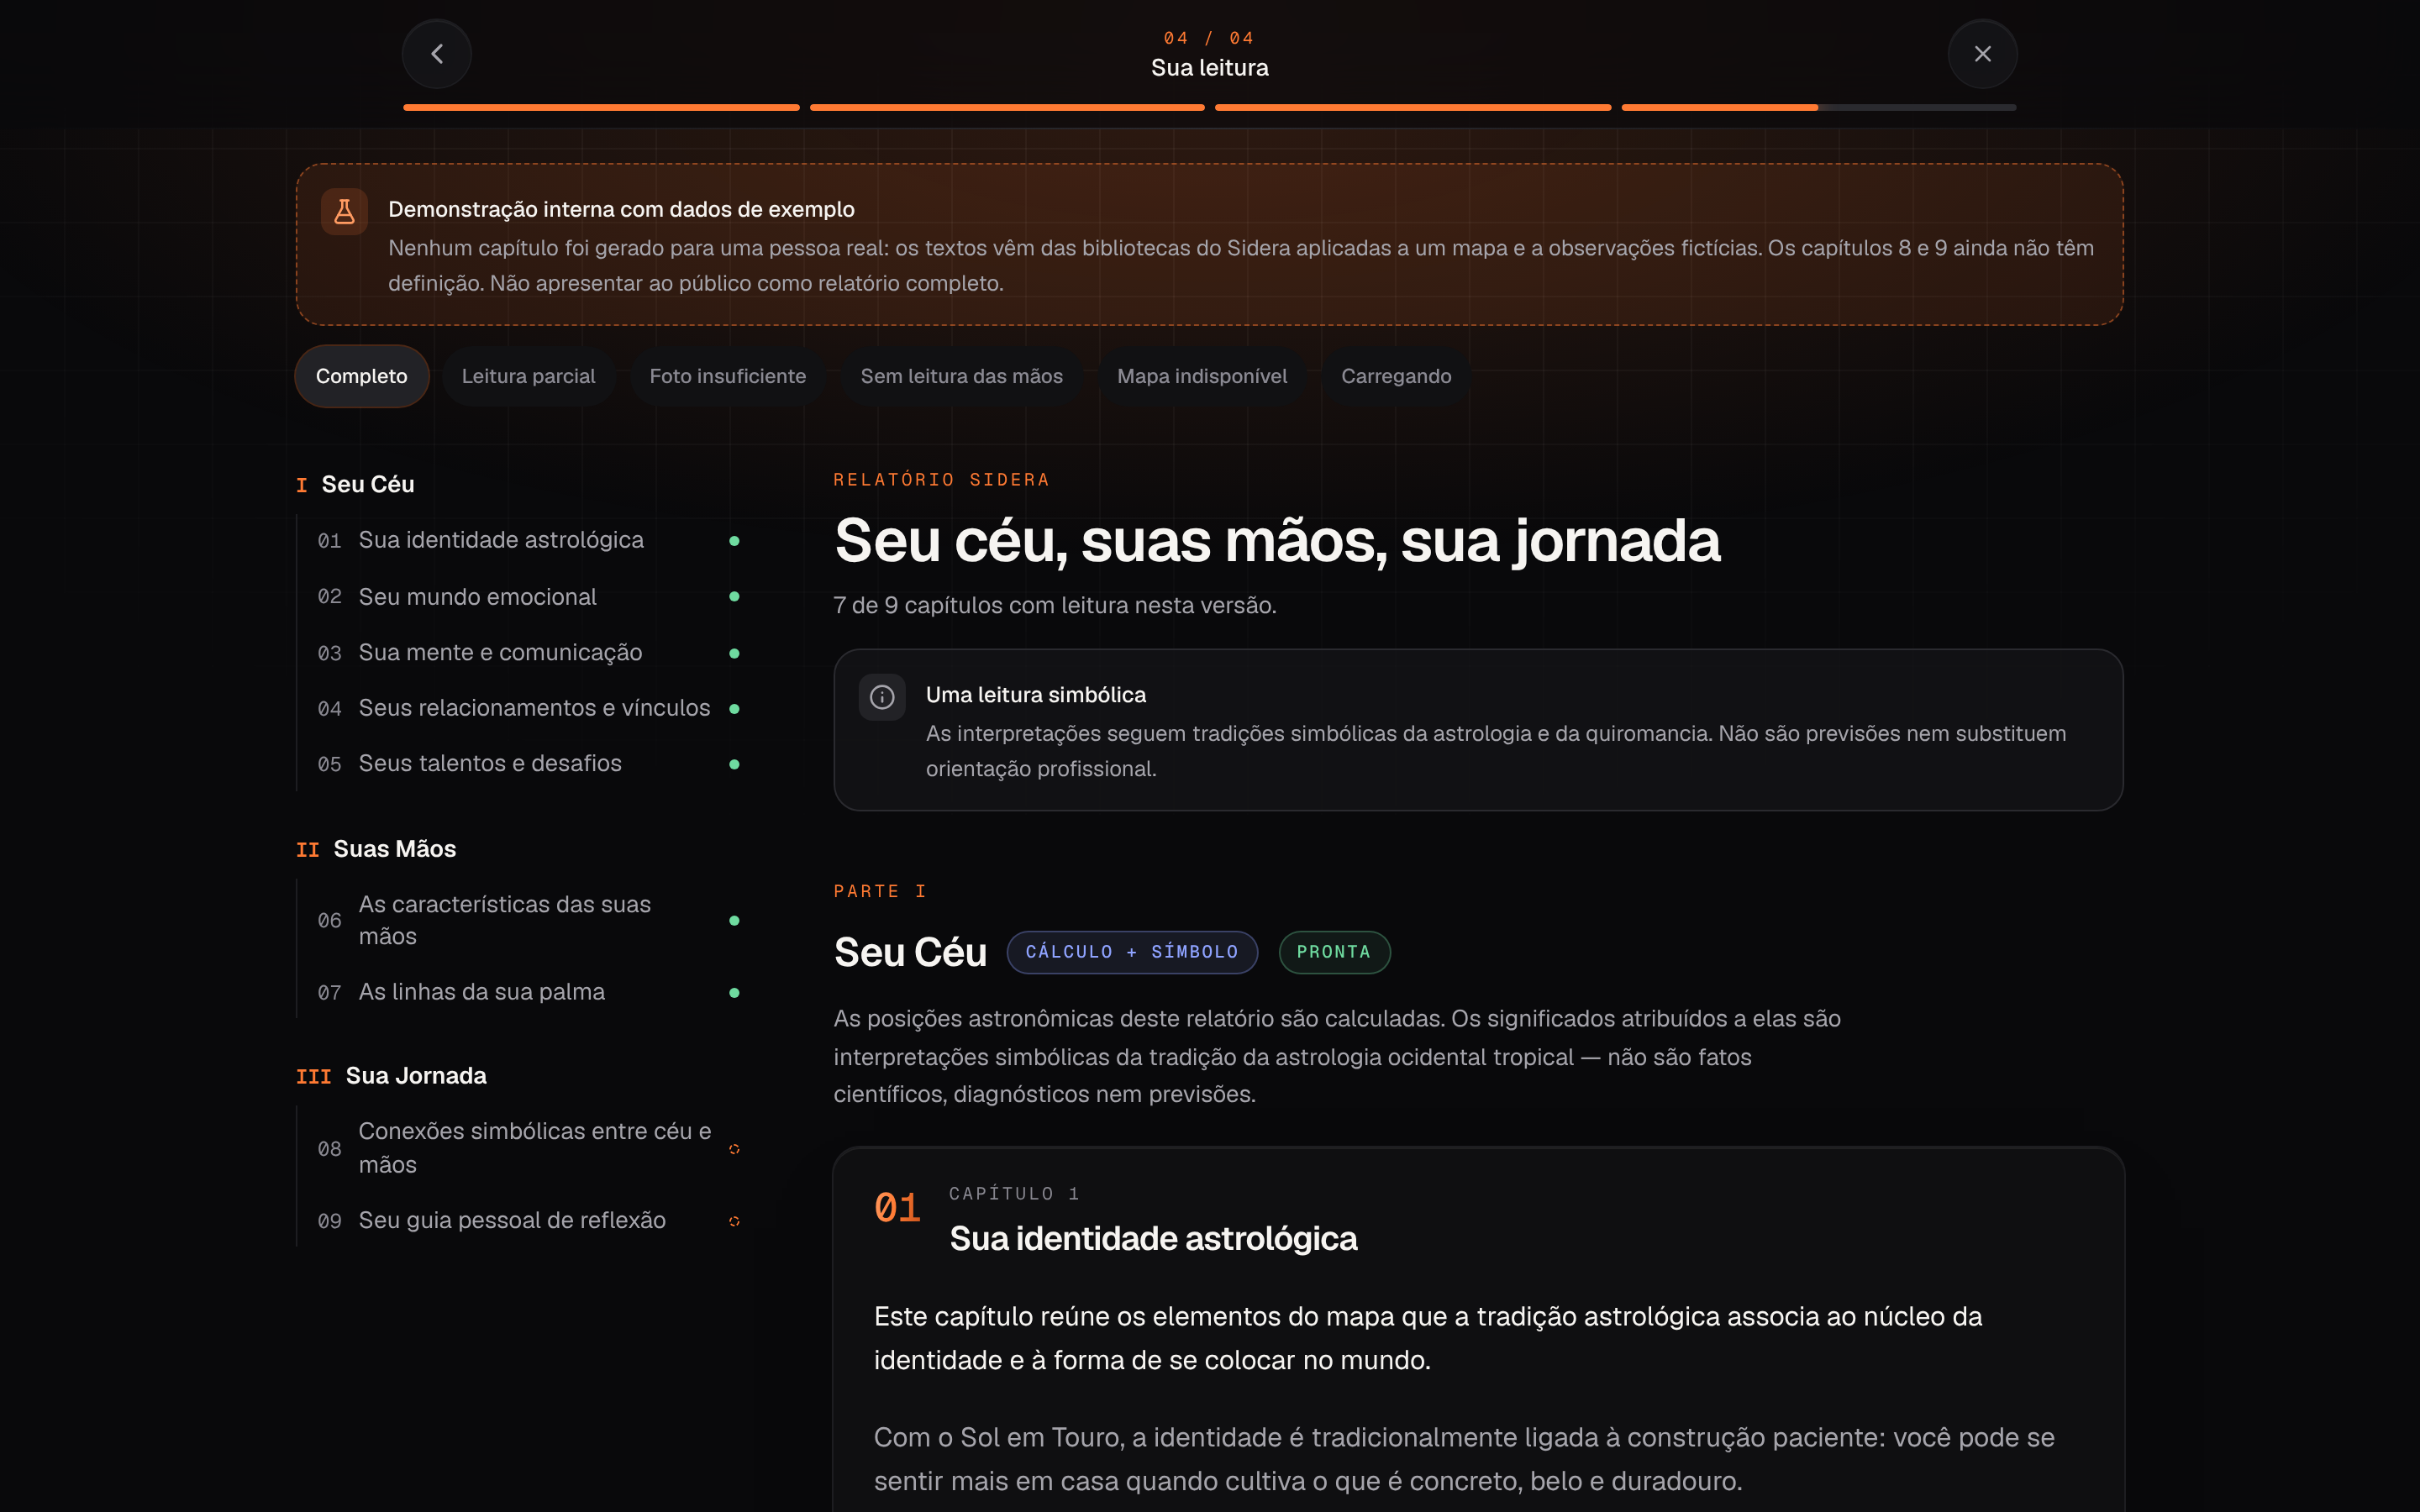 04 / 04
Sua leitura
Demonstração interna com dados de exemplo
Nenhum capítulo foi gerado para uma pessoa real: os textos vêm das bibliotecas do Sidera aplicadas a um mapa e a observações fictícias. Os capítulos 8 e 9 ainda não têm
definição. Não apresentar ao público como relatório completo.
Completo
Leitura parcial
Foto insuficiente
Sem leitura das mãos
Mapa indisponível
Carregando
I Seu Céu
01 Sua identidade astrológica
02 Seu mundo emocional
03 Sua mente e comunicação
04 Seus relacionamentos e vínculos
05 Seus talentos e desafios
II Suas Mãos
06 As características das suas
mãos
07 As linhas da sua palma
III Sua Jornada
08 Conexões simbólicas entre céu e
mãos
09 Seu guia pessoal de reflexão
RELATÓRIO SIDERA
Seu céu, suas mãos, sua jornada
7 de 9 capítulos com leitura nesta versão.
Uma leitura simbólica
As interpretações seguem tradições simbólicas da astrologia e da quiromancia. Não são previsões nem substituem
orientação profissional.
PARTE I
Seu Céu CÁLCULO + SÍMBOLO PRONTA
As posições astronômicas deste relatório são calculadas. Os significados atribuídos a elas são
interpretações simbólicas da tradição da astrologia ocidental tropical — não são fatos
científicos, diagnósticos nem previsões.
01 CAPÍTULO 1
Sua identidade astrológica
Este capítulo reúne os elementos do mapa que a tradição astrológica associa ao núcleo da
identidade e à forma de se colocar no mundo.
Com o Sol em Touro, a identidade é tradicionalmente ligada à construção paciente: você pode se
sentir mais em casa quando cultiva o que é concreto, belo e duradouro.